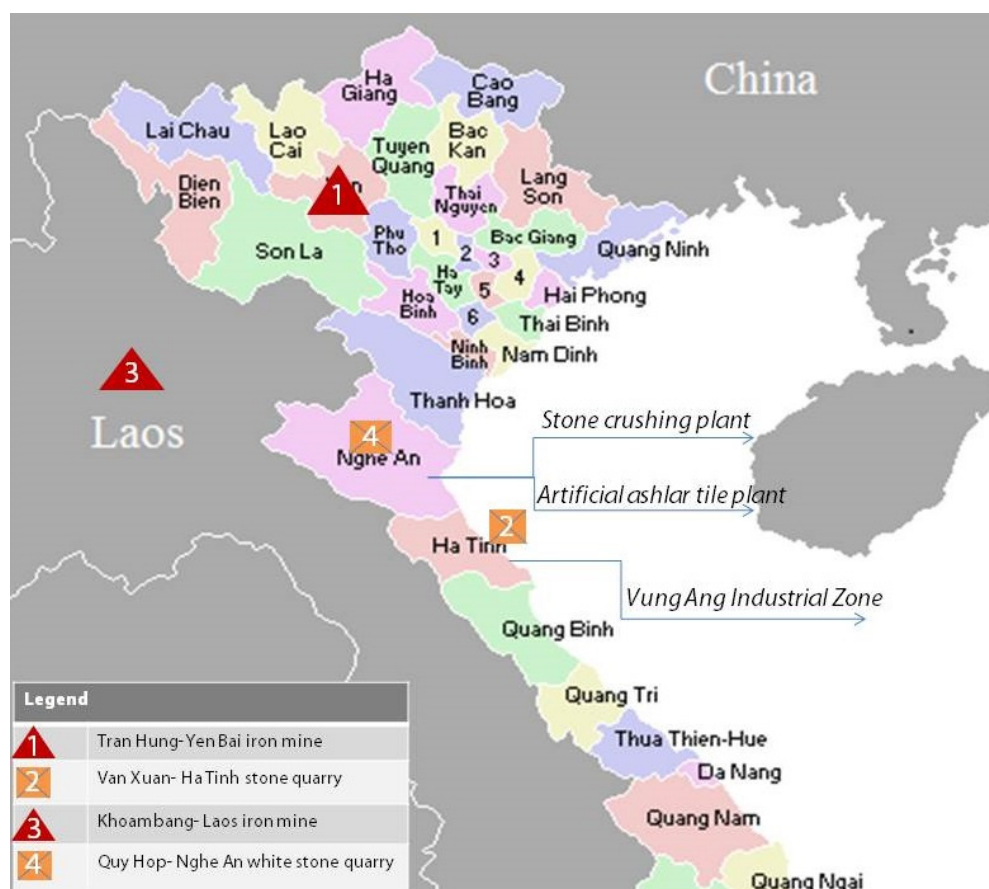 China
Ha
Giang
Cao
Bang
Lai Chau
Lao
Cai
Tuyen
Quang
Bac
Kan
Dien
Bien
1
Thai
Nguyen
Lang
Son
Son La
Phu
Tho
1
2
3
Bac Giang
Quang Ninh
Ha
Tay
4
5
Hoa
Binh
Hai Phong
6
Thai Binh
Ninh
Binh
Nam Dinh
3
Laos
Thanh Hoa
4
Nghe An
Stone crushing plant
Artificial ashlar tile plant
2
Ha Tinh
Vung Ang Industrial Zone
Quang Binh
Quang Tri
Thua Thien-Hue
Da Nang
Quang Nam
Quang Ngai
Legend
1 Tran Hung- Yen Bai iron mine
2 Van Xuan- Ha Tinh stone quarry
3 Khoambang- Laos iron mine
4 Quy Hop- Nghe An white stone quarry